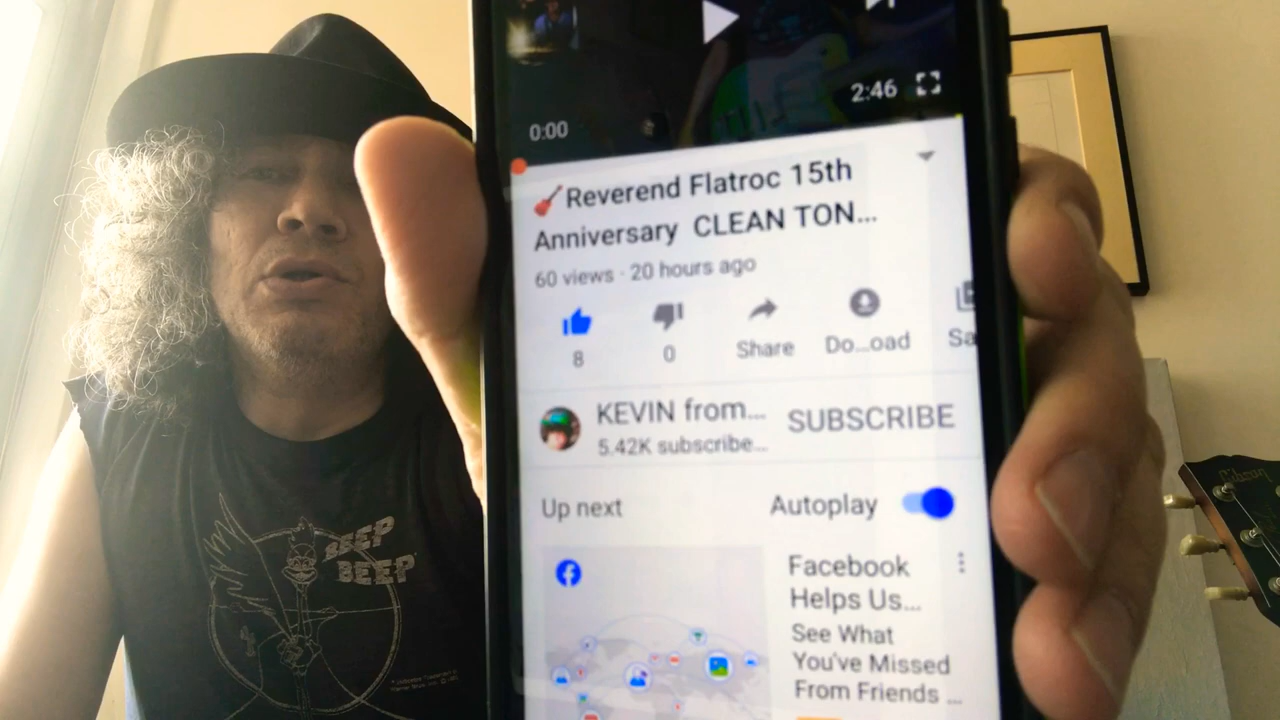 2:46
0:00
Reverend Flatroc 15th
Anniversary CLEAN TON...
60 views · 20 hours ago
8
0
Share
Do...oad
Sa
KEVIN from...
5.42K subscribe...
SUBSCRIBE
Up next
Autoplay
Facebook
Helps Us...
See What
You've Missed
From Friends ...
BEEP
BEEP
Gibson